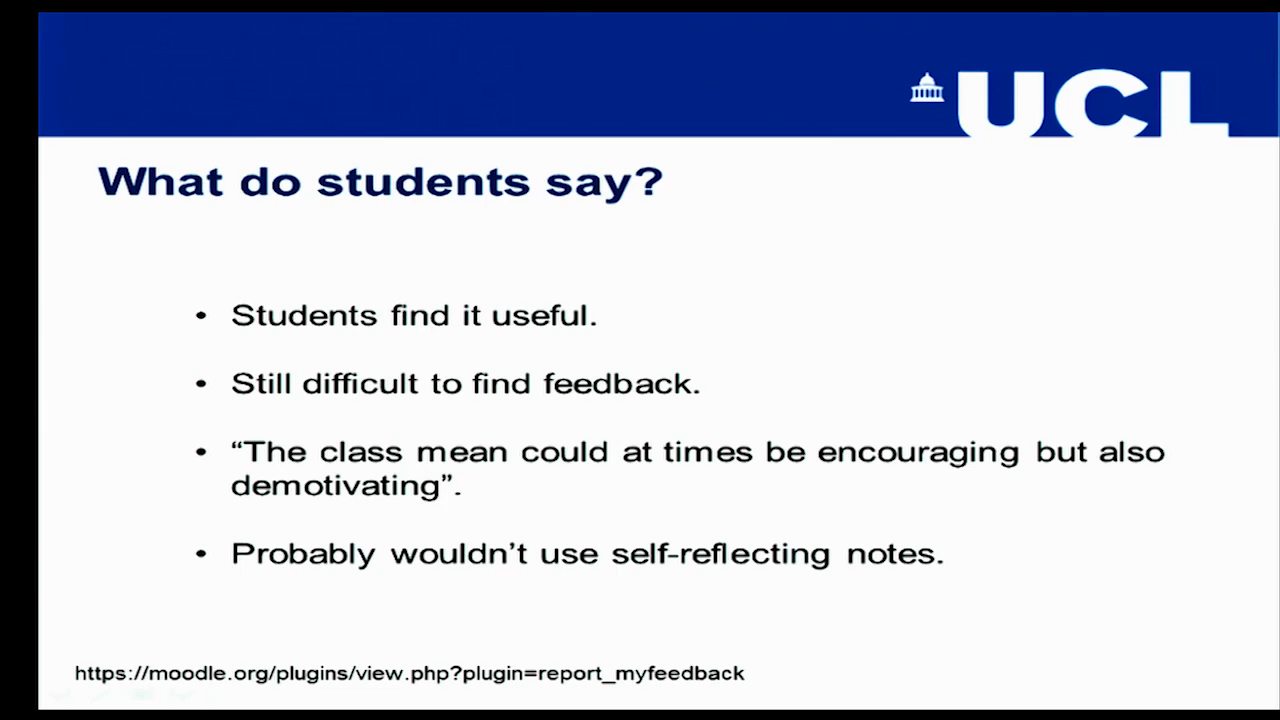 UCL
What do students say?
• Students find it useful.
• Still difficult to find feedback.
• “The class mean could at times be encouraging but also
demotivating”.
• Probably wouldn’t use self-reflecting notes.
https://moodle.org/plugins/view.php?plugin=report_myfeedback